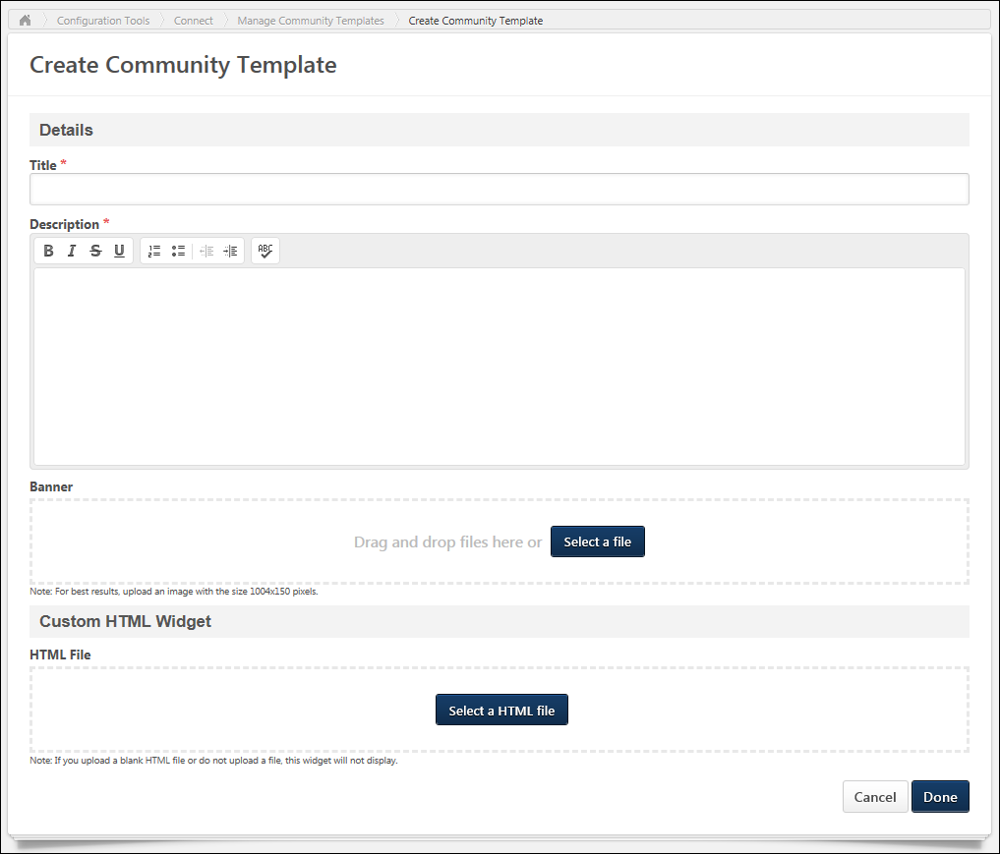 Configuration Tools Connect Manage Community Templates Create Community Template
Create Community Template
Details
Title *
Description *
B I S U ABC
Banner
Drag and drop files here or Select a file
Note: For best results, upload an image with the size 1004x150 pixels.
Custom HTML Widget
HTML File
Select a HTML file
Note: If you upload a blank HTML file or do not upload a file, this widget will not display.
Cancel Done